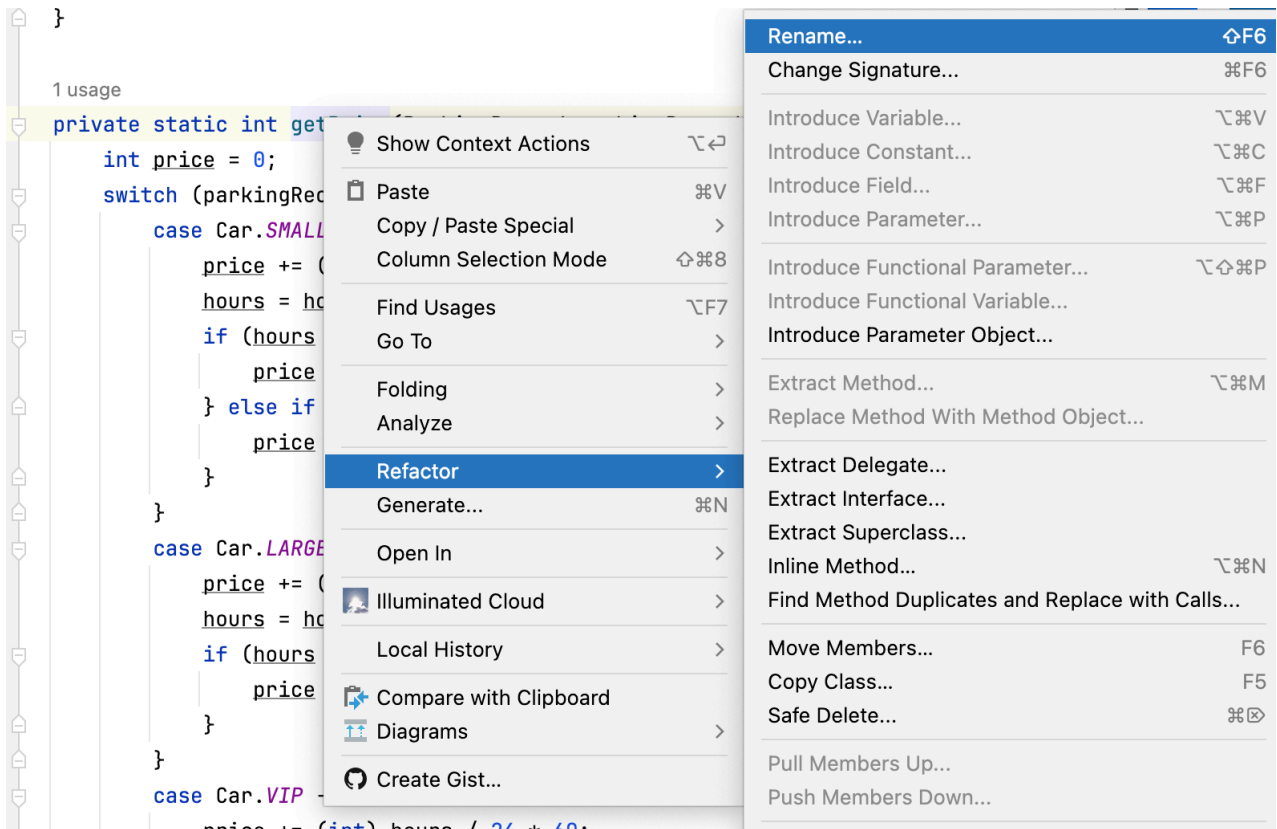 }
1 usage
private static int
int price = 0;
switch
case Car.SMALL
price += (
hours =
if (hours
price
} else if
price
}
}
case Car.LARGE
price += (
hours =
if (hours
price
}
}
case Car.VIP -
price += (int) hours / 24 * 60;
Show Context Actions ⌥⏎
Paste ⌘V
Copy / Paste Special >
Column Selection Mode ⇧⌘8
Find Usages ⌥F7
Go To >
Folding >
Analyze >
Refactor >
Generate... ⌘N
Open In >
Illuminated Cloud >
Local History >
Compare with Clipboard
Diagrams >
Create Gist...
Rename... ⇧F6
Change Signature... ⌘F6
Introduce Variable... ⌥⌘V
Introduce Constant... ⌥⌘C
Introduce Field... ⌥⌘F
Introduce Parameter... ⌥⌘P
Introduce Functional Parameter... ⌥⇧⌘P
Introduce Functional Variable...
Introduce Parameter Object...
Extract Method... ⌥⌘M
Replace Method With Method Object...
Extract Delegate...
Extract Interface...
Extract Superclass...
Inline Method... ⌥⌘N
Find Method Duplicates and Replace with Calls...
Move Members... F6
Copy Class... F5
Safe Delete... ⌘⌦
Pull Members Up...
Push Members Down...